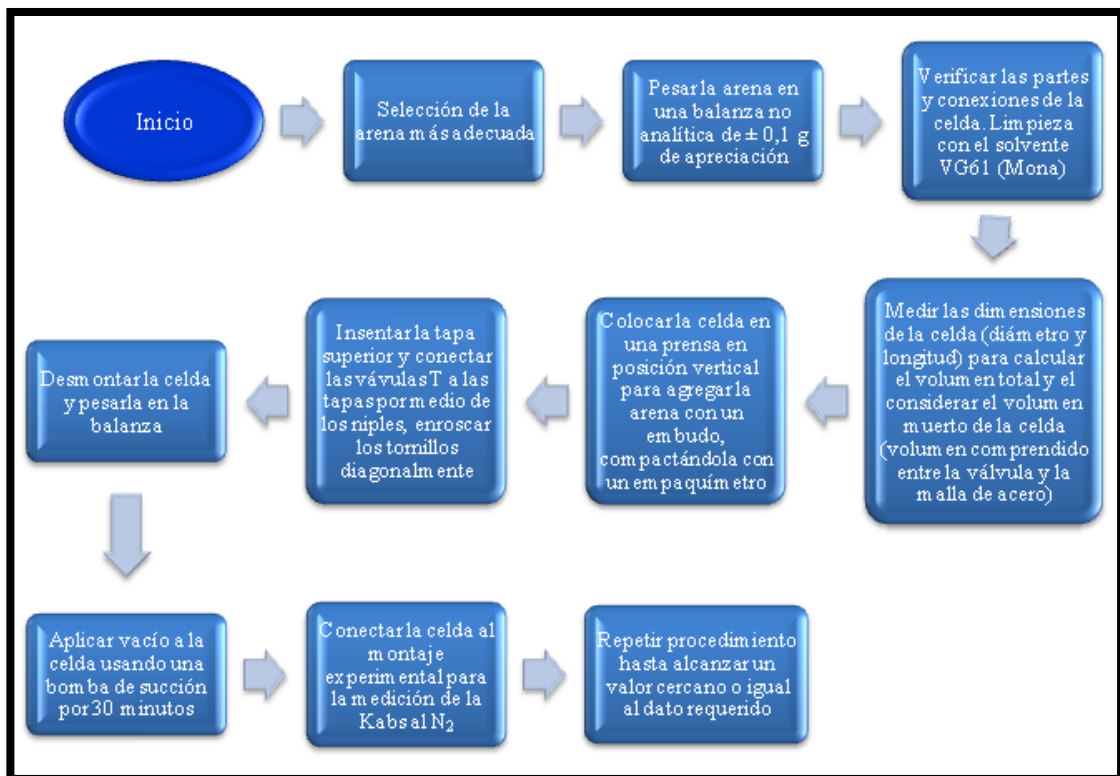 Inicio
Selección de la
arena más adecuada
Pesar la arena en
una balanza no
analítica de ± 0,1 g
de apreciación
Verificar las partes
y conexiones de la
celda. Limpieza
con el solvente
VG61 (Mona)
Medir las dimensiones
de la celda (diámetro y
longitud) para calcular
el volumen total y el
considerar el volumen
muerto de la celda
(volumen comprendido
entre la válvula y la
malla de acero)
Colocar la celda en
una prensa en
posición vertical
para agregar la
arena con un
embudo,
compactándola con
un empaquímetro
Insentar la tapa
superior y conectar
las vávulas T a las
tapas por medio de
los niples, enroscar
los tornillos
diagonalmente
Desmontar la celda
y pesarla en la
balanza
Aplicar vacío a la
celda usando una
bomba de succión
por 30 minutos
Conectar la celda al
montaje
experimental para
la medición de la
Kabs al N₂
Repetir procedimiento
hasta alcanzar un
valor cercano o igual
al dato requerido